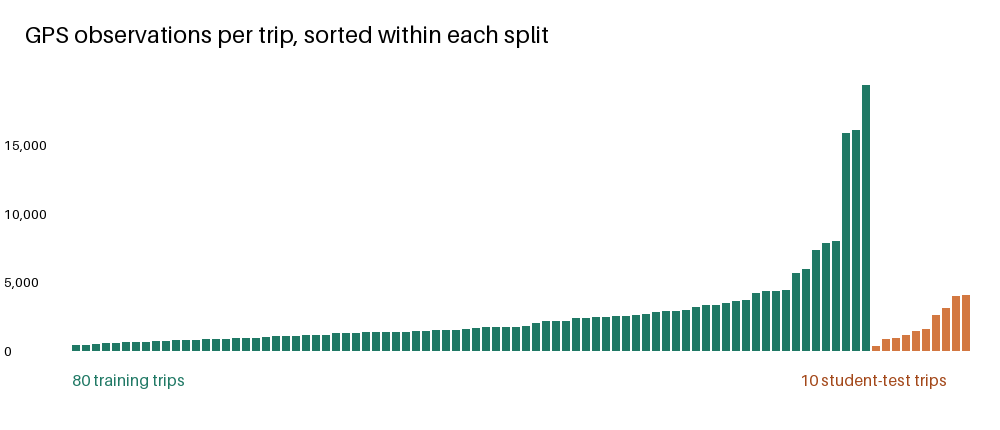 GPS observations per trip, sorted within each split
15,000
10,000
5,000
0
80 training trips
10 student-test trips